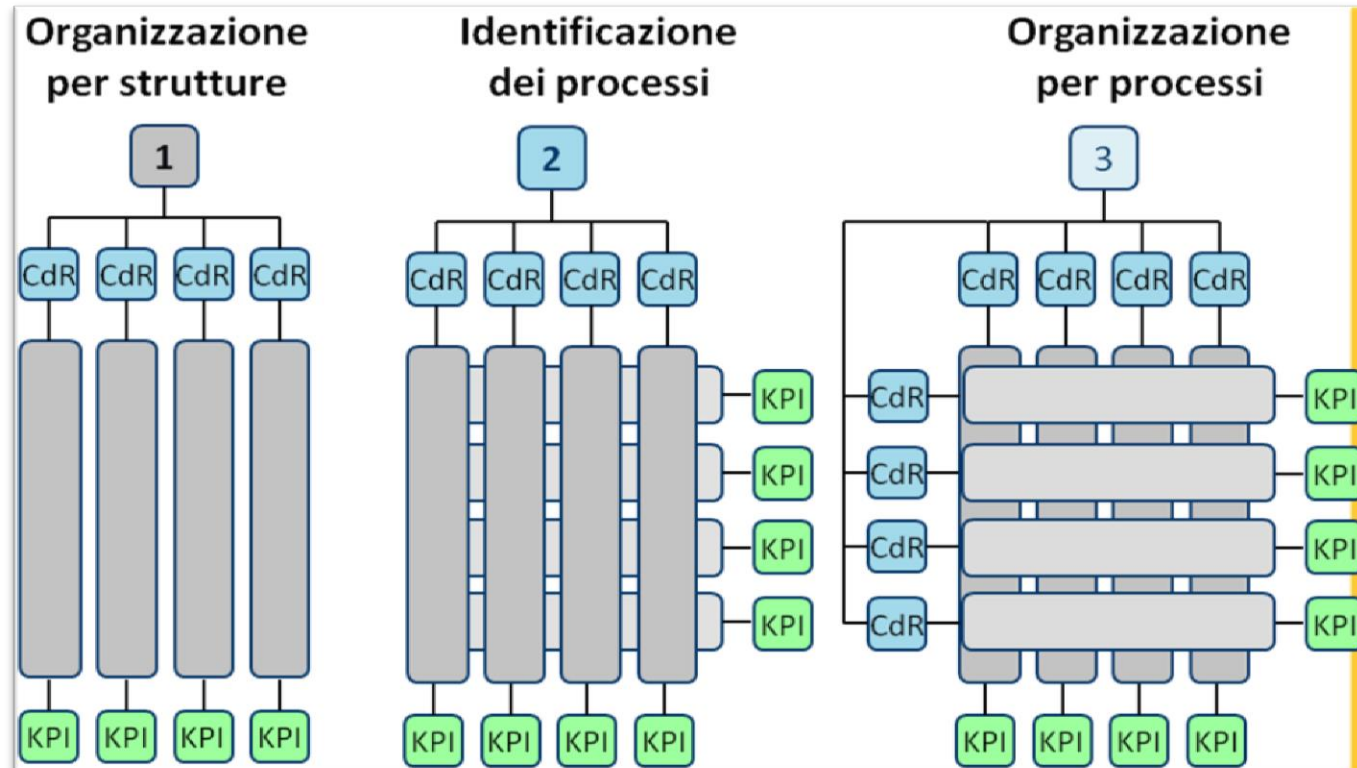 Organizzazione
per strutture
Identificazione
dei processi
Organizzazione
per processi
1
2
3
CdR CdR CdR CdR
CdR CdR CdR CdR
CdR CdR CdR CdR
CdR
KPI
KPI
CdR
KPI
KPI
CdR
KPI
KPI
CdR
KPI
KPI
KPI KPI KPI KPI
KPI KPI KPI KPI
KPI KPI KPI KPI